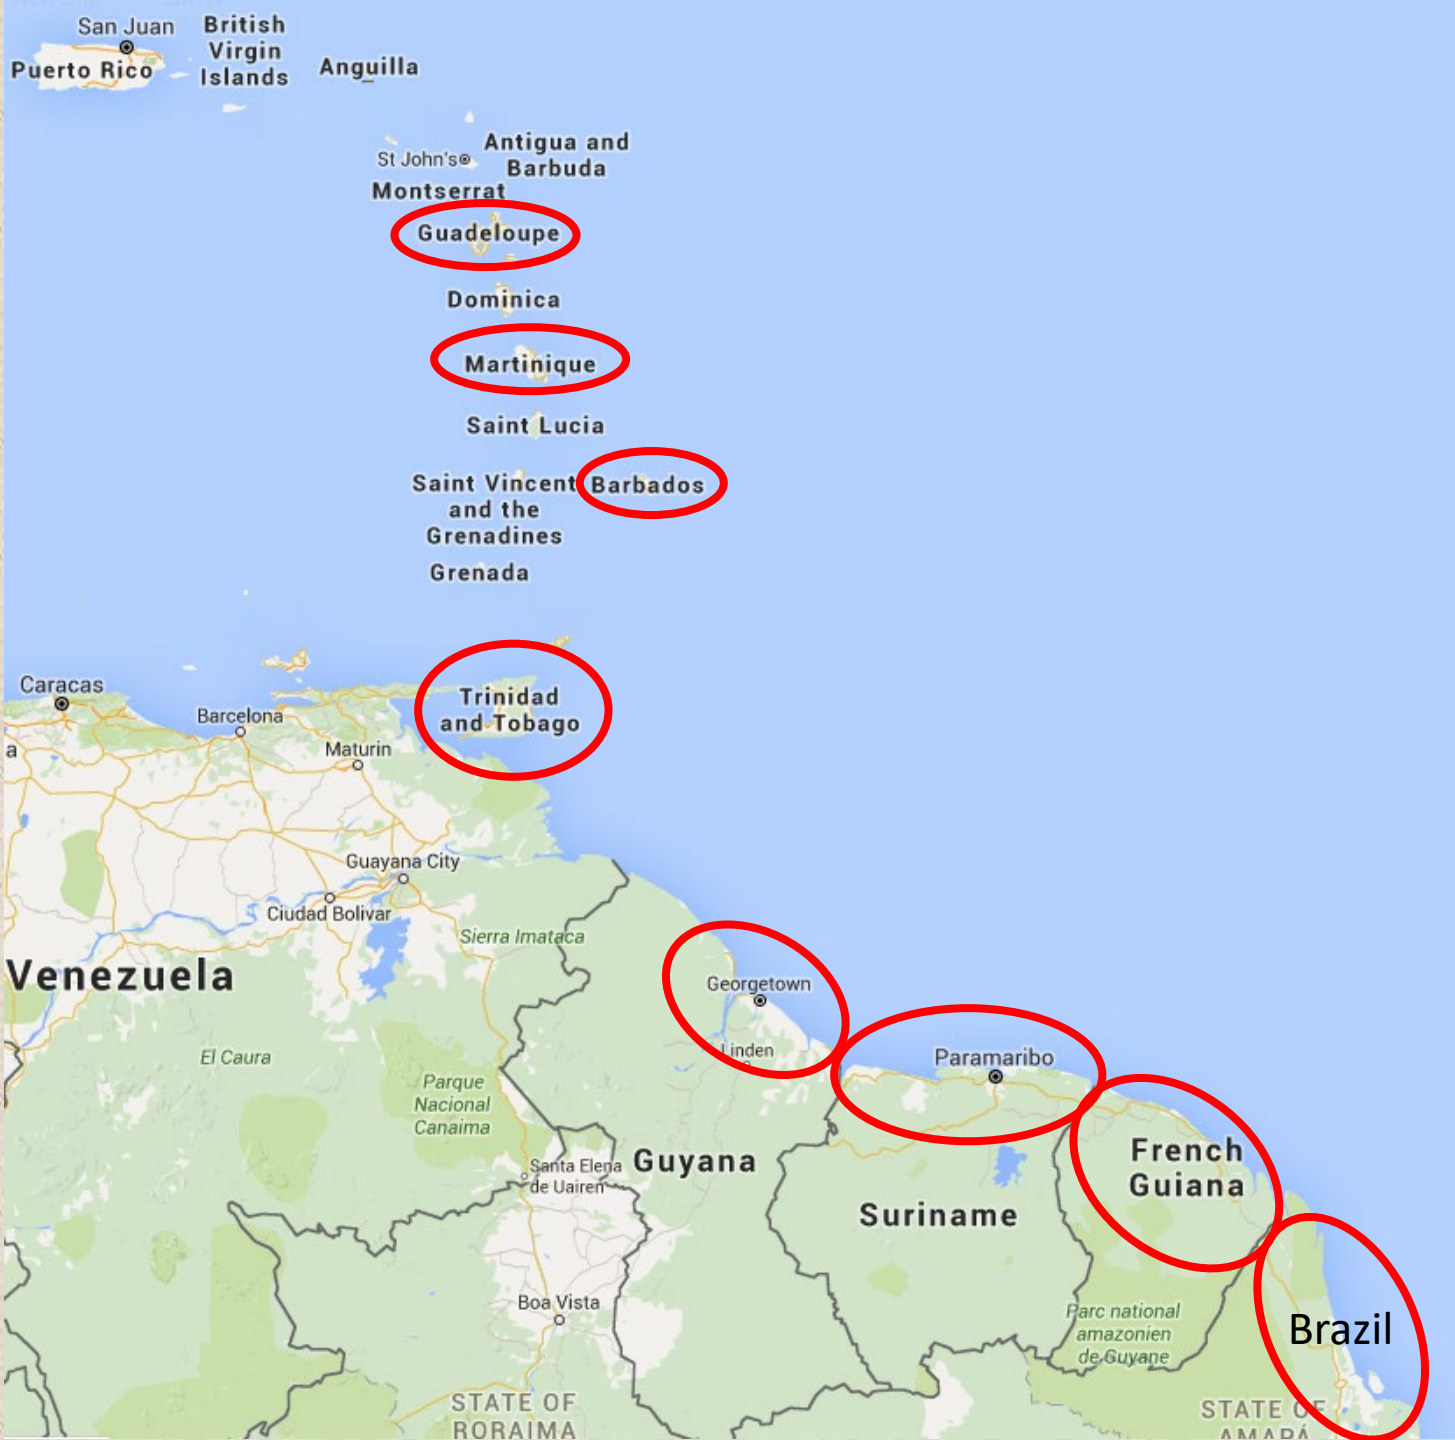 San Juan
Puerto Rico
British
Virgin
Islands
Anguilla
Antigua and
Barbuda
St John's
Montserrat
Guadeloupe
Dominica
Martinique
Saint Lucia
Saint Vincent
and the
Grenadines
Barbados
Grenada
Caracas
Trinidad
and Tobago
Barcelona
a
Maturin
Guayana City
Ciudad Bolivar
Sierra Imataca
Venezuela
Georgetown
El Caura
Linden
Paramaribo
Parque
Nacional
Canaima
Santa Elena
de Uairen
Guyana
French
Guiana
Suriname
Boa Vista
Parc national
amazonien
de Guyane
Brazil
STATE OF
RORAIMA
STATE OF
AMAPÁ